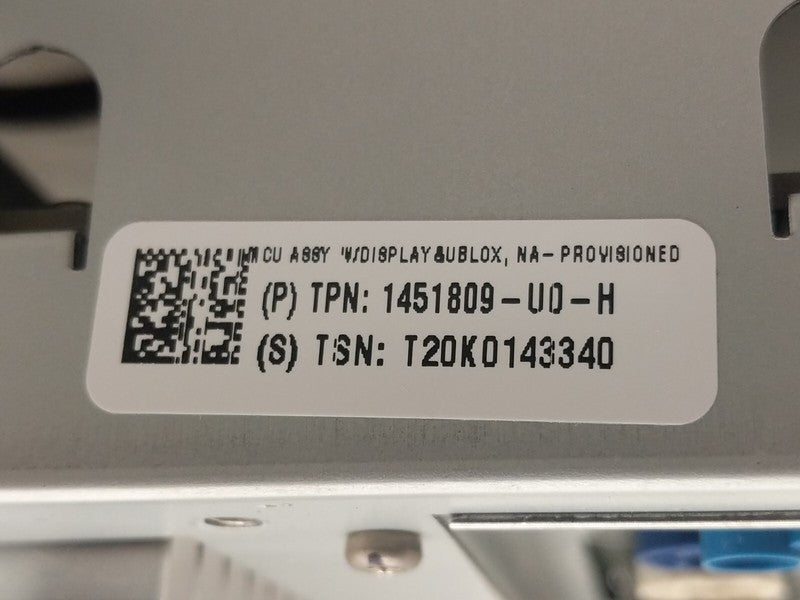 MCU ASSY W/DISPLAY&UBLOX, NA-PROVISIONED
(P) TPN: 1451809-U0-H
(S) TSN: T20K0143340